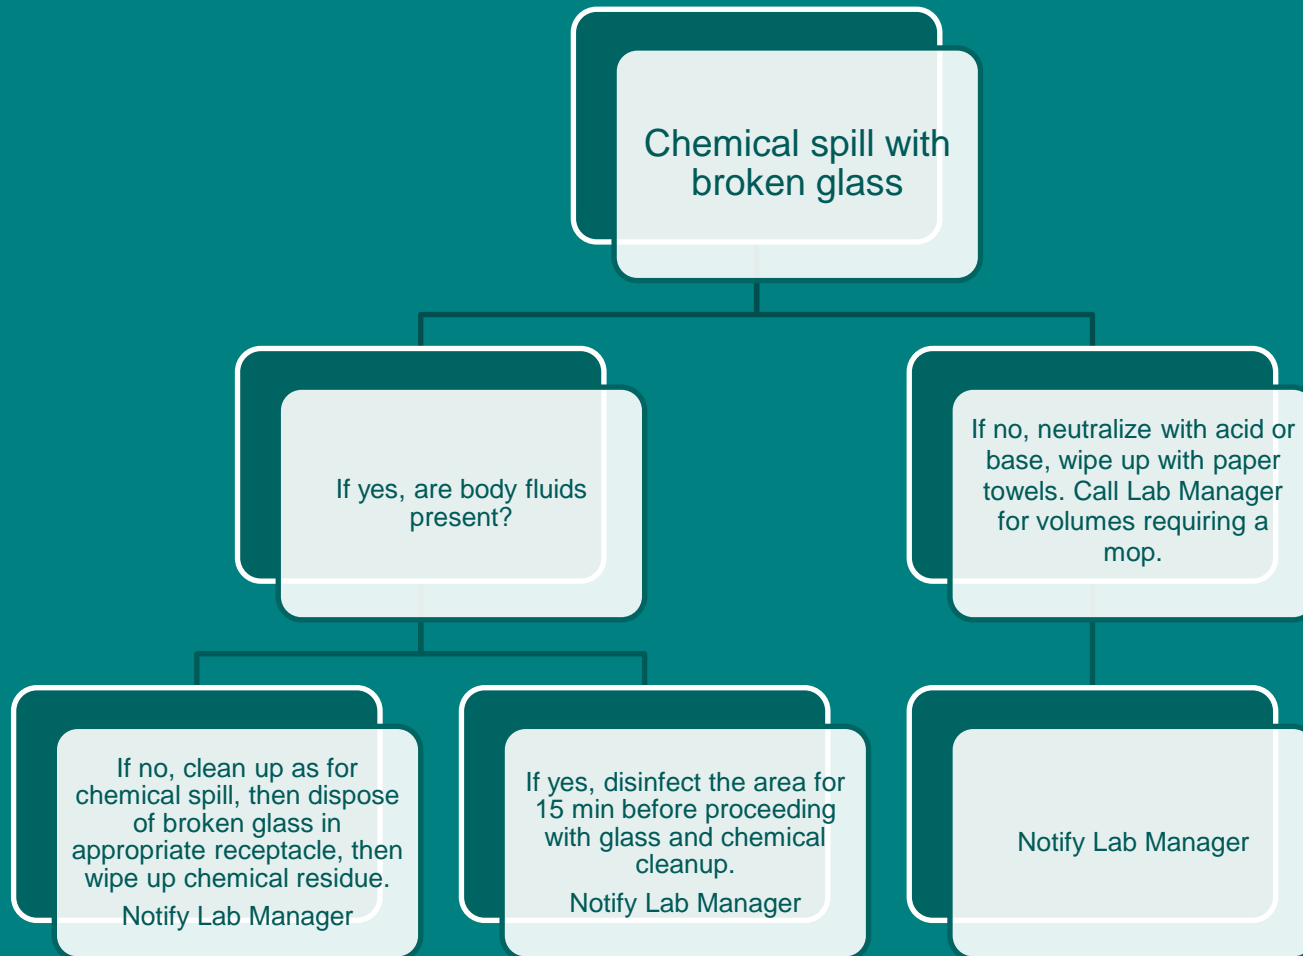 Chemical spill with
broken glass
If yes, are body fluids
present?
If no, neutralize with acid or
base, wipe up with paper
towels. Call Lab Manager
for volumes requiring a
mop.
If no, clean up as for
chemical spill, then dispose
of broken glass in
appropriate receptacle, then
wipe up chemical residue.
Notify Lab Manager
If yes, disinfect the area for
15 min before proceeding
with glass and chemical
cleanup.
Notify Lab Manager
Notify Lab Manager